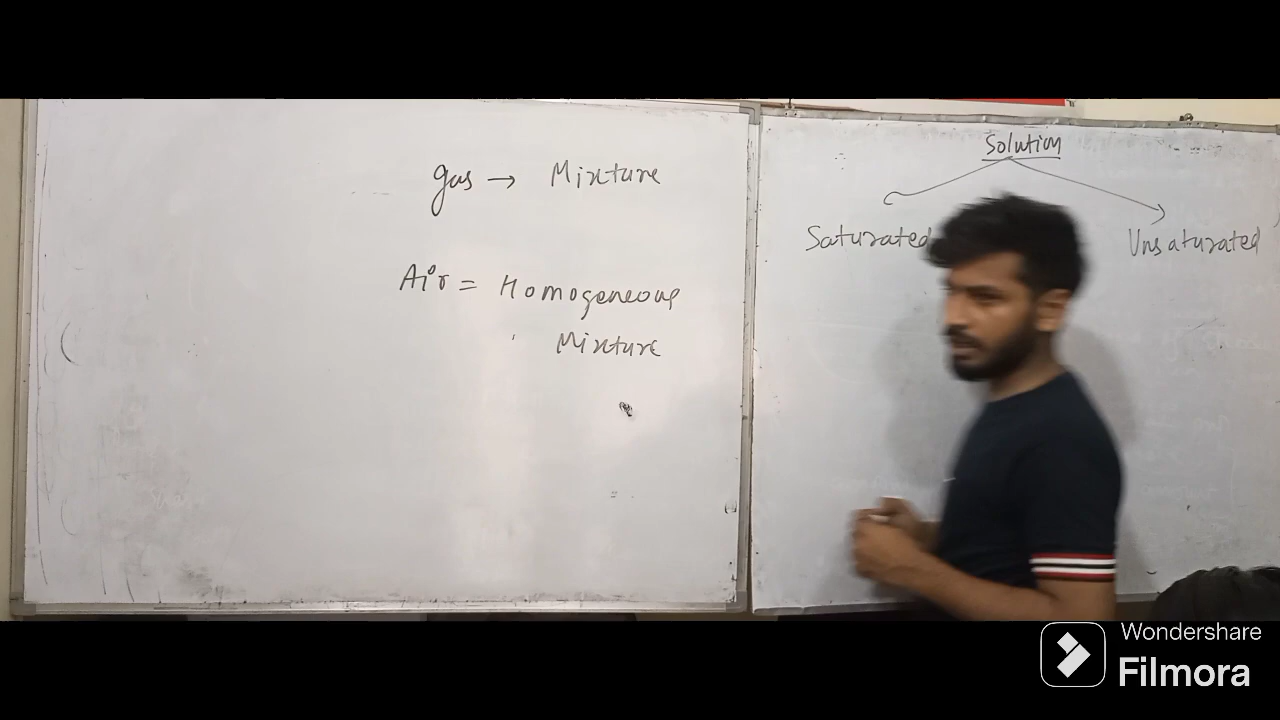 gas → Mixture
Air = Homogeneous
Mixture
Solution
Saturated
Unsaturated
Wondershare
Filmora